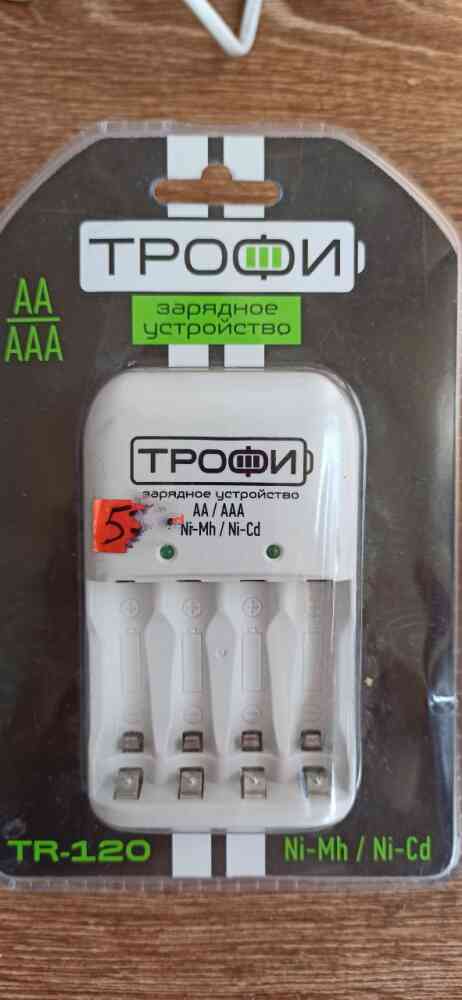 ТРОФИ
AA
AAA
зарядное
устройство
ТРОФИ
зарядное устройство
AA / AAA
5
Ni-Mh / Ni-Cd
TR-120
Ni-Mh / Ni-Cd